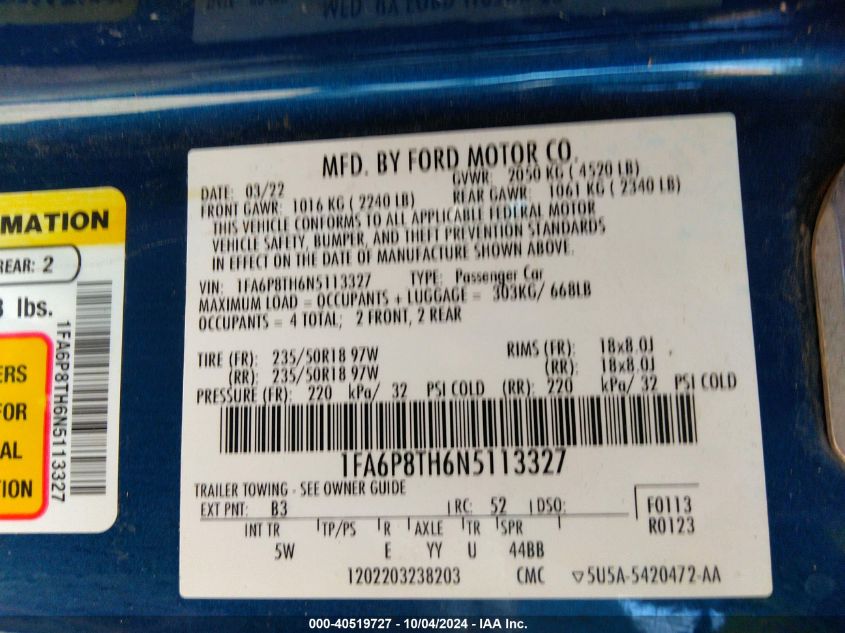 MFD. BY FORD MOTOR CO.
DATE: 03/22 GVWR: 2050 KG ( 4520 LB)
FRONT GAWR: 1016 KG ( 2240 LB) REAR GAWR: 1061 KG ( 2340 LB)
THIS VEHICLE CONFORMS TO ALL APPLICABLE FEDERAL MOTOR
VEHICLE SAFETY, BUMPER, AND THEFT PREVENTION STANDARDS
IN EFFECT ON THE DATE OF MANUFACTURE SHOWN ABOVE.
VIN: 1FA6P8TH6N5113327 TYPE: Passenger Car
MAXIMUM LOAD = OCCUPANTS + LUGGAGE = 303KG/ 668LB
OCCUPANTS = 4 TOTAL; 2 FRONT, 2 REAR
TIRE (FR): 235/50R18 97W RIMS (FR): 18x8.0J
(RR): 235/50R18 97W (RR): 18x8.0J
PRESSURE (FR): 220 kPa/ 32 PSI COLD (RR): 220 kPa/ 32 PSI COLD
1FA6P8TH6N5113327
TRAILER TOWING - SEE OWNER GUIDE
EXT PNT: B3 RC: 52 DSO: F0113
R0123
INT TR TP/PS R AXLE TR SPR
5W E YY U 44BB
1202203238203 CMC 5U5A-5420472-AA
MATION
REAR: 2
lbs.
ERS
FOR
AL
TION
1FA6P8TH6N5113327
000-40519727 - 10/04/2024 - IAA Inc.